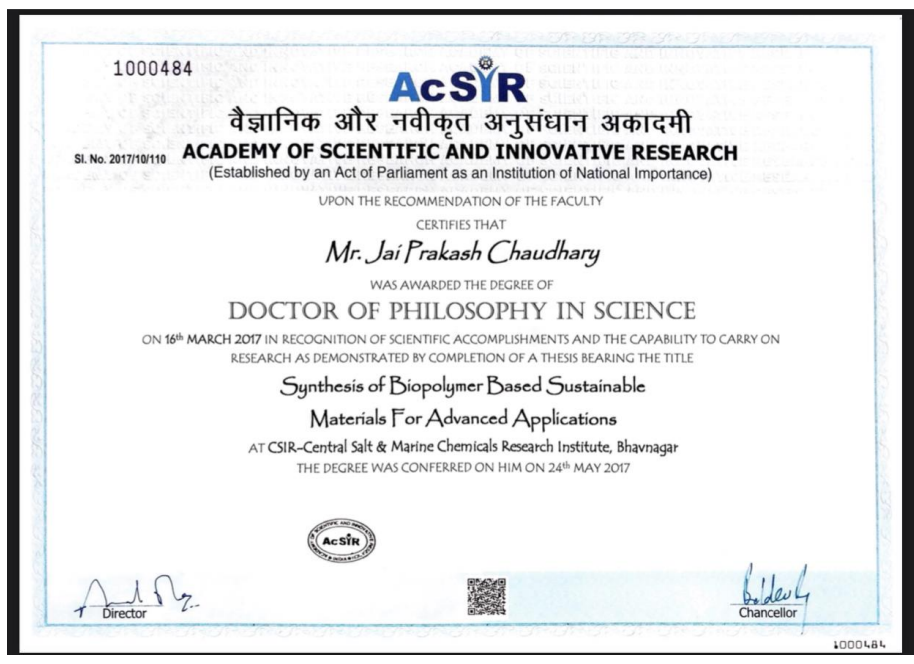 1000484
AcSIR
वैज्ञानिक और नवीकृत अनुसंधान अकादमी
Sl. No. 2017/10/110
ACADEMY OF SCIENTIFIC AND INNOVATIVE RESEARCH
(Established by an Act of Parliament as an Institution of National Importance)
UPON THE RECOMMENDATION OF THE FACULTY
CERTIFIES THAT
Mr. Jai Prakash Chaudhary
WAS AWARDED THE DEGREE OF
DOCTOR OF PHILOSOPHY IN SCIENCE
ON 16th MARCH 2017 IN RECOGNITION OF SCIENTIFIC ACCOMPLISHMENTS AND THE CAPABILITY TO CARRY ON
RESEARCH AS DEMONSTRATED BY COMPLETION OF A THESIS BEARING THE TITLE
Synthesis of Biopolymer Based Sustainable
Materials For Advanced Applications
AT CSIR-Central Salt & Marine Chemicals Research Institute, Bhavnagar
THE DEGREE WAS CONFERRED ON HIM ON 24th MAY 2017
AcSIR
Director
Chancellor
1000484